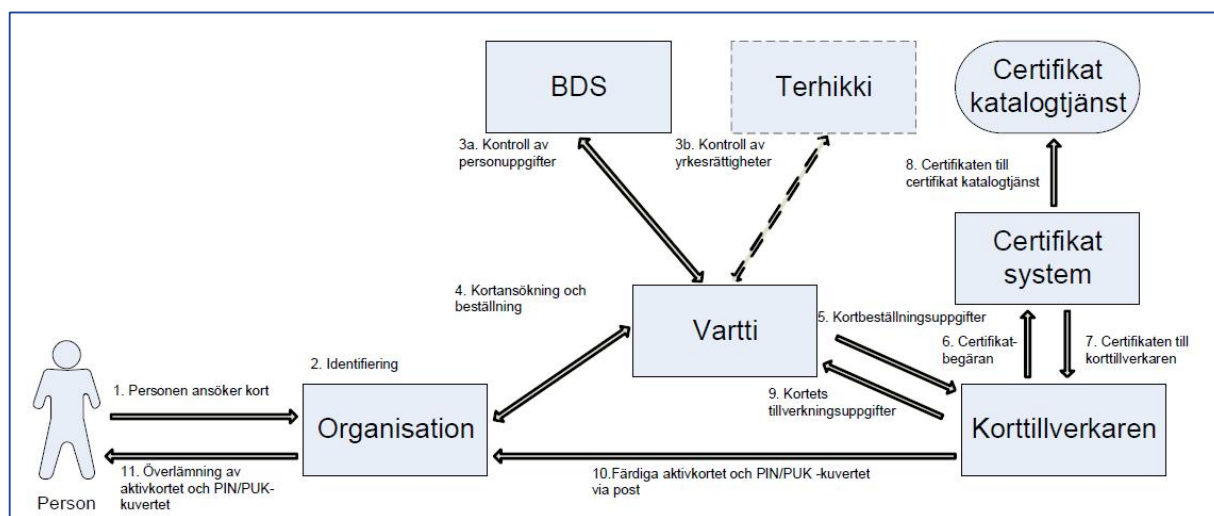 BDS
Terhikki
Certifikat
katalogtjänst
3a. Kontroll av
personuppgifter
3b. Kontroll av
yrkesrättigheter
8. Certifikaten till
certifikat katalogtjänst
Certifikat
system
4. Kortansökning och
beställning
Vartti
5. Kortbeställningsuppgifter
6. Certifikat-
begäran
7. Certifikaten till
korttillverkaren
2. Identifiering
1. Personen ansöker kort
9. Kortets
tillverkningsuppgifter
Organisation
Korttillverkaren
11. Överlämning av
aktivkortet och PIN/PUK-
kuvertet
10.Färdiga aktivkortet och PIN/PUK -kuvertet
via post
Person